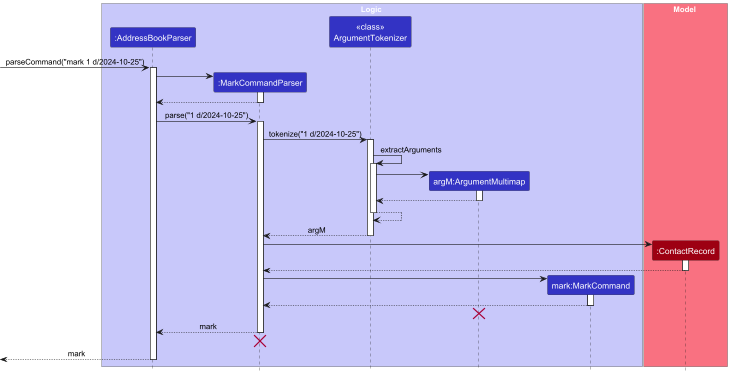 Logic
Model
«class»
:AddressBookParser
ArgumentTokenizer
parseCommand("mark 1 d/2024-10-25")
:MarkCommandParser
parse("1 d/2024-10-25")
tokenize("1 d/2024-10-25")
extractArguments
argM:ArgumentMultimap
argM
:ContactRecord
mark:MarkCommand
mark
mark